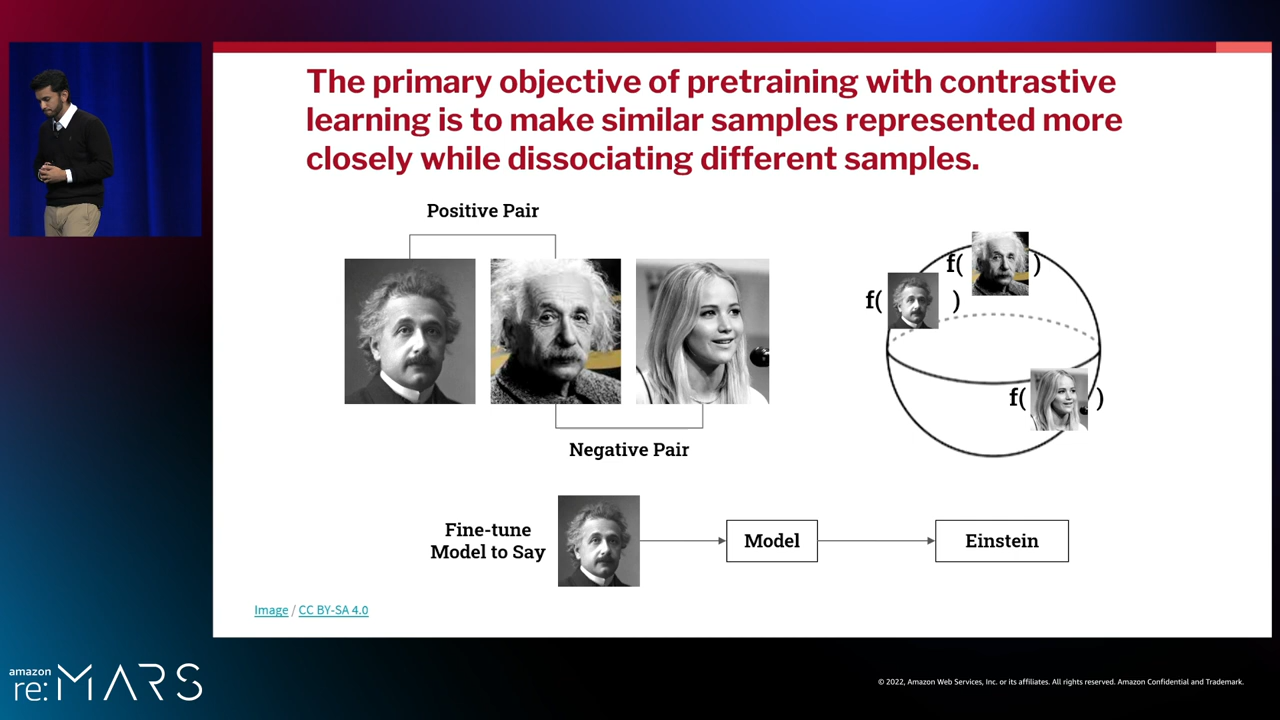 The primary objective of pretraining with contrastive
learning is to make similar samples represented more
closely while dissociating different samples.
Positive Pair
f(
)
f(
)
f(
)
Negative Pair
Fine-tune
Model to Say
Model
Einstein
Image / CC BY-SA 4.0
amazon
re:MARS
© 2022, Amazon Web Services, Inc. or its affiliates. All rights reserved. Amazon Confidential and Trademark.